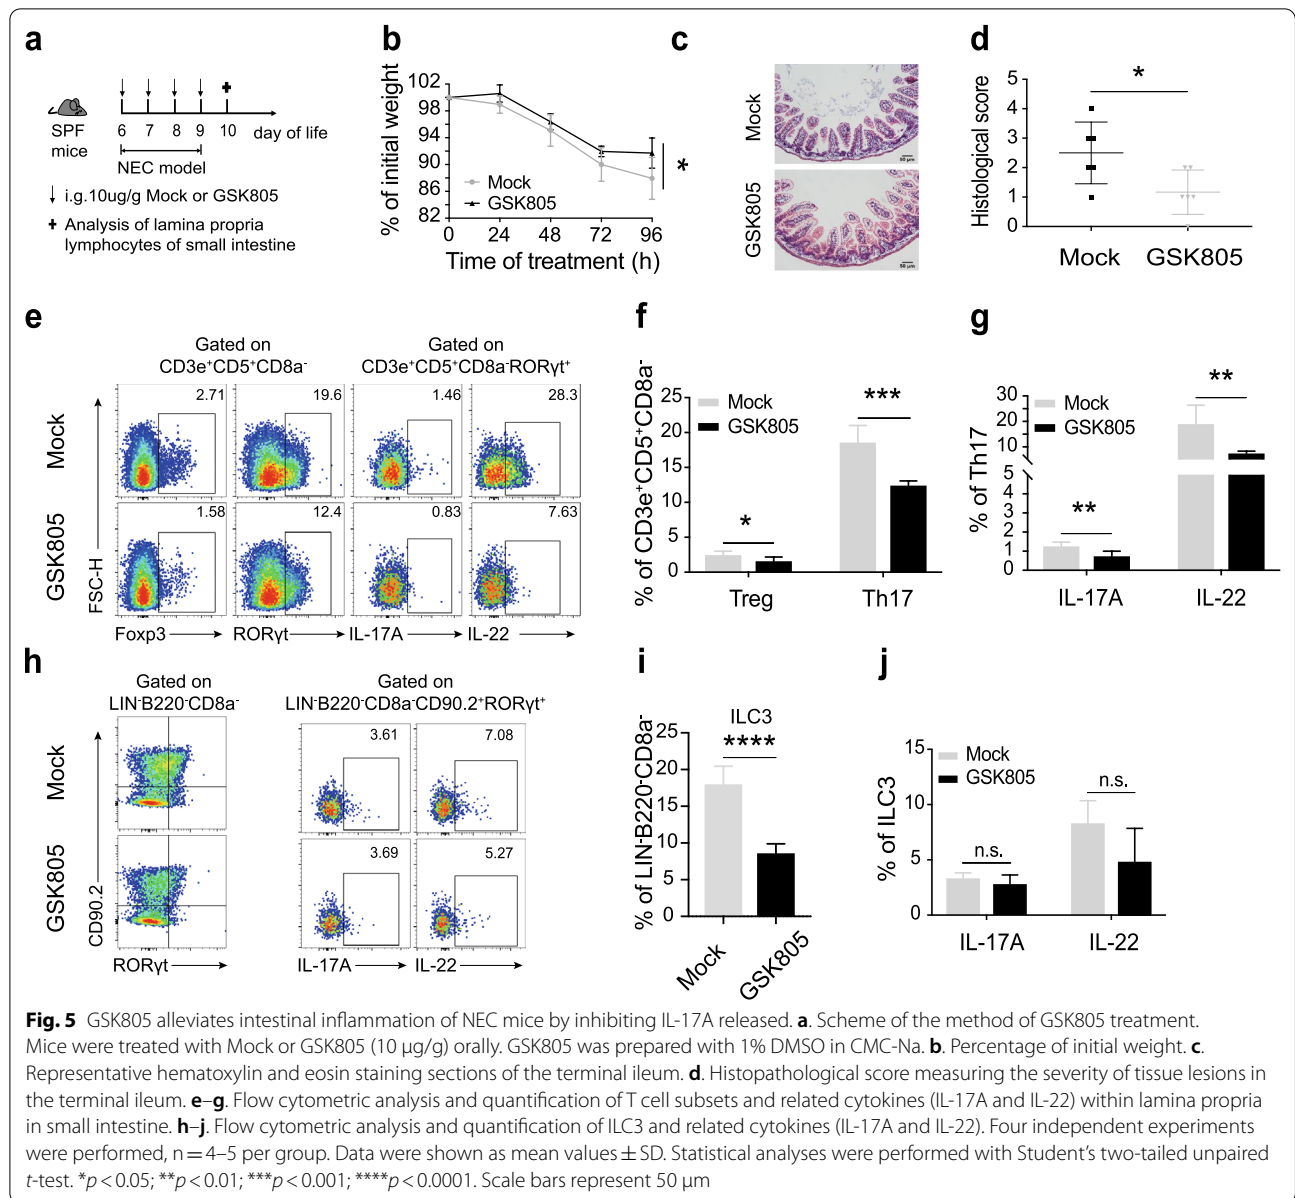 a
SPF
mice
6 7 8 9 10 day of life
NEC model
i.g.10ug/g Mock or GSK805
Analysis of lamina propria
lymphocytes of small intestine
b
% of initial weight
102
98
94
90
86
82
0 24 48 72 96
Time of treatment (h)
Mock
GSK805
*
c
Mock
50 µm
GSK805
50 µm
d
Histological score
5
4
3
2
1
0
*
Mock GSK805
e
Gated on
CD3e⁺CD5⁺CD8a⁻
Gated on
CD3e⁺CD5⁺CD8a⁻RORγt⁺
Mock
2.71 19.6 1.46 28.3
GSK805
1.58 12.4 0.83 7.63
FSC-H
Foxp3 RORγt IL-17A IL-22
f
% of CD3e⁺CD5⁺CD8a⁻
25
20
15
10
5
0
Mock
GSK805
*
***
Treg Th17
g
% of Th17
30
20
10
5
4
3
2
1
0
Mock
GSK805
**
**
IL-17A IL-22
h
Gated on
LIN⁻B220⁻CD8a⁻
Gated on
LIN⁻B220⁻CD8a⁻CD90.2⁺RORγt⁺
Mock
3.61 7.08
GSK805
3.69 5.27
CD90.2
RORγt IL-17A IL-22
i
% of LIN⁻B220⁻CD8a⁻
ILC3
****
25
20
15
10
5
0
Mock GSK805
j
% of ILC3
15
10
5
0
Mock
GSK805
n.s.
n.s.
IL-17A IL-22
Fig. 5 GSK805 alleviates intestinal inflammation of NEC mice by inhibiting IL-17A released. a. Scheme of the method of GSK805 treatment.
Mice were treated with Mock or GSK805 (10 µg/g) orally. GSK805 was prepared with 1% DMSO in CMC-Na. b. Percentage of initial weight. c.
Representative hematoxylin and eosin staining sections of the terminal ileum. d. Histopathological score measuring the severity of tissue lesions in
the terminal ileum. e–g. Flow cytometric analysis and quantification of T cell subsets and related cytokines (IL-17A and IL-22) within lamina propria
in small intestine. h–j. Flow cytometric analysis and quantification of ILC3 and related cytokines (IL-17A and IL-22). Four independent experiments
were performed, n = 4–5 per group. Data were shown as mean values ± SD. Statistical analyses were performed with Student's two-tailed unpaired
t-test. *p < 0.05; **p < 0.01; ***p < 0.001; ****p < 0.0001. Scale bars represent 50 µm